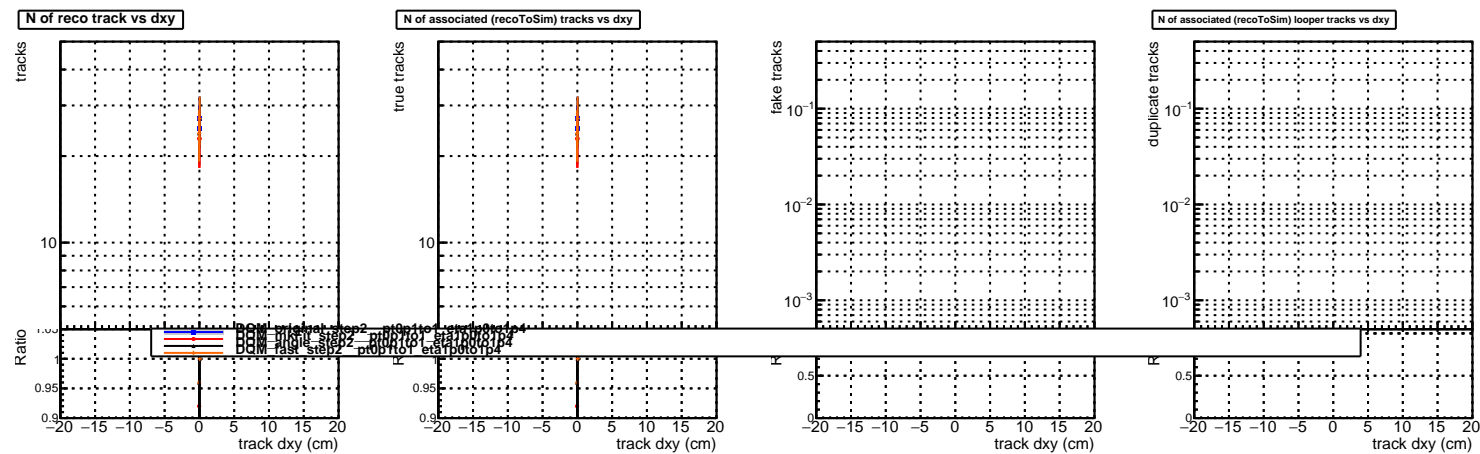 N of reco track vs dxy
N of associated (recoToSim) tracks vs dxy
N of associated (recoToSim) looper tracks vs dxy
tracks
10
true tracks
10
fake tracks
10−1
10−2
10−3
duplicate tracks
10−1
10−2
10−3
DQM_original_step2__pt0p1to1_eta1p0to1p4
DQM_angle_step2__pt0p1to1_eta1p0to1p4
DQM_fast_step2__pt0p1to1_eta1p0to1p4
Ratio
1
0.95
0.9
−20 −15 −10 −5 0 5 10 15 20
track dxy (cm)
0.95
0.9
−20 −15 −10 −5 0 5 10 15 20
track dxy (cm)
0.5
0
−20 −15 −10 −5 0 5 10 15 20
track dxy (cm)
0.5
0
−20 −15 −10 −5 0 5 10 15 20
track dxy (cm)